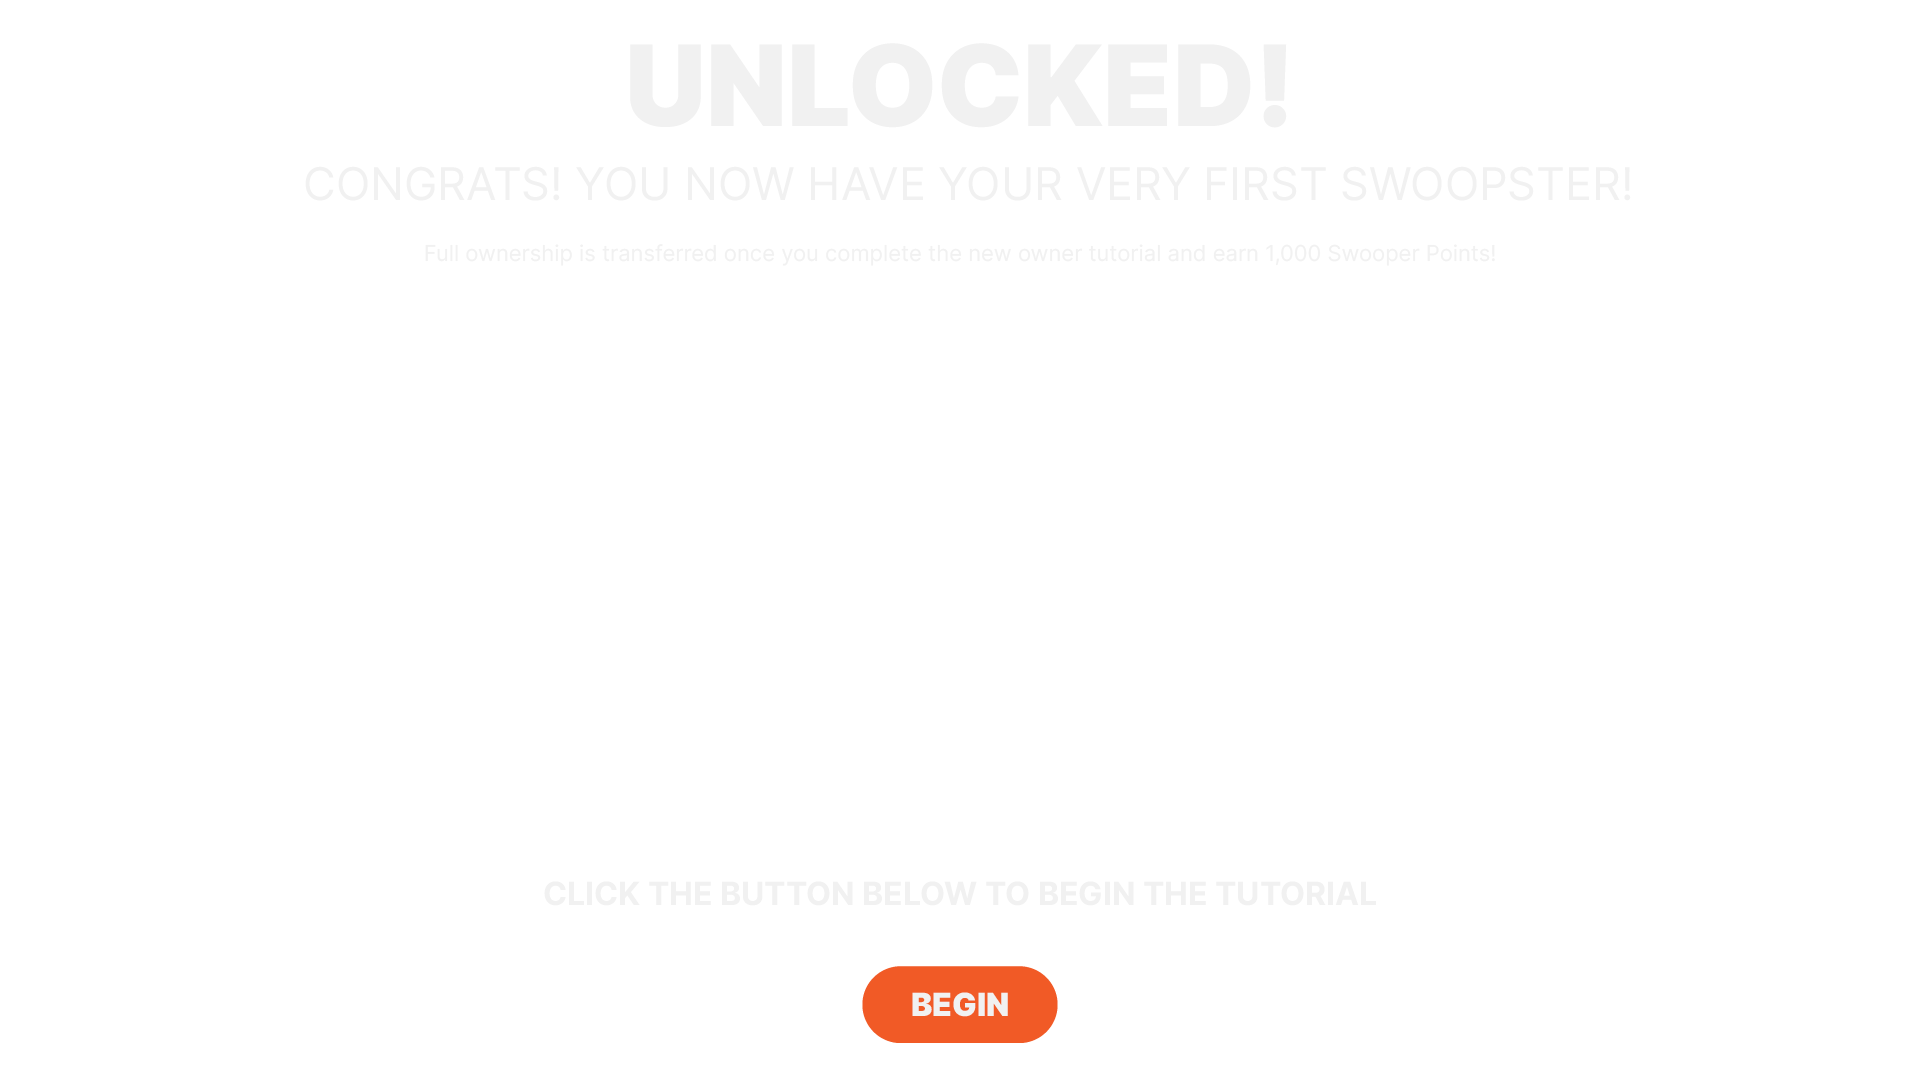 UNLOCKED!
CONGRATS! YOU NOW HAVE YOUR VERY FIRST SWOOPSTER!
Full ownership is transferred once you complete the new owner tutorial and earn 1,000 Swooper Points!
CLICK THE BUTTON BELOW TO BEGIN THE TUTORIAL
BEGIN